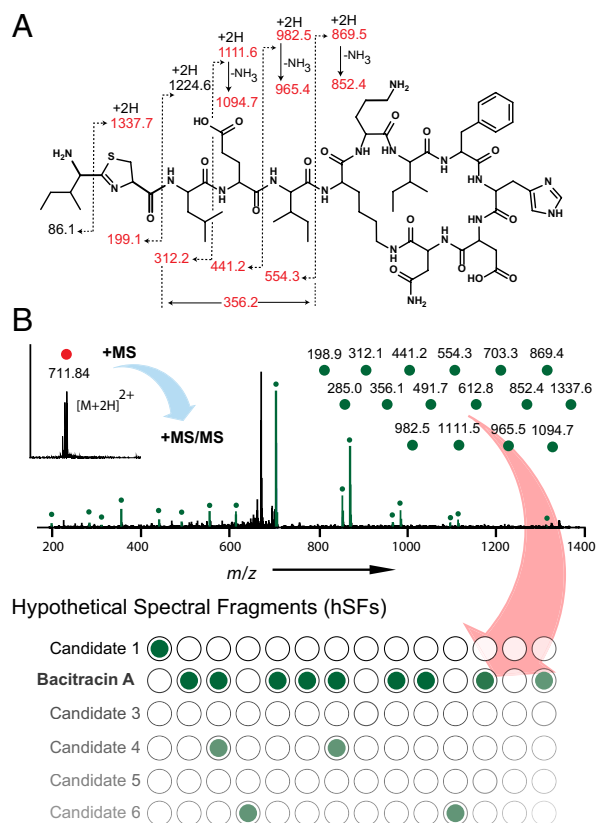 A
+2H
982.5
+2H
869.5
+2H
1111.6
-NH3
+2H
1224.6
-NH3
965.4
-NH3
852.4
1094.7
+2H
1337.7
NH2
HO
O
H2N
S
N
O
N
H
O
H
N
O
N
H
O
H
N
O
N
H
O
H
N
O
NH
O
HN
O
N
NH
O
NH
O
OH
O
H
N
O
NH2
O
N
H
86.1
199.1
312.2
441.2
554.3
356.2
B
+MS
711.84
[M+2H]2+
+MS/MS
198.9 312.1 441.2 554.3 703.3 869.4
285.0 356.1 491.7 612.8 852.4 1337.6
982.5 1111.5 965.5 1094.7
200 400 600 800 1000 1200 1400
m/z
Hypothetical Spectral Fragments (hSFs)
Candidate 1
Bacitracin A
Candidate 3
Candidate 4
Candidate 5
Candidate 6